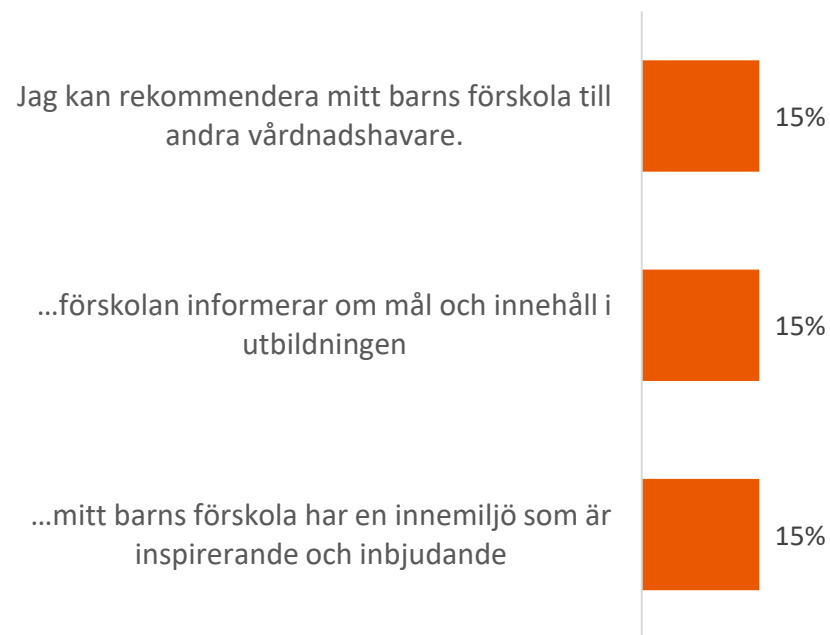 Jag kan rekommendera mitt barns förskola till
andra vårdnadshavare.
15%
...förskolan informerar om mål och innehåll i
utbildningen
15%
...mitt barns förskola har en innemiljö som är
inspirerande och inbjudande
15%